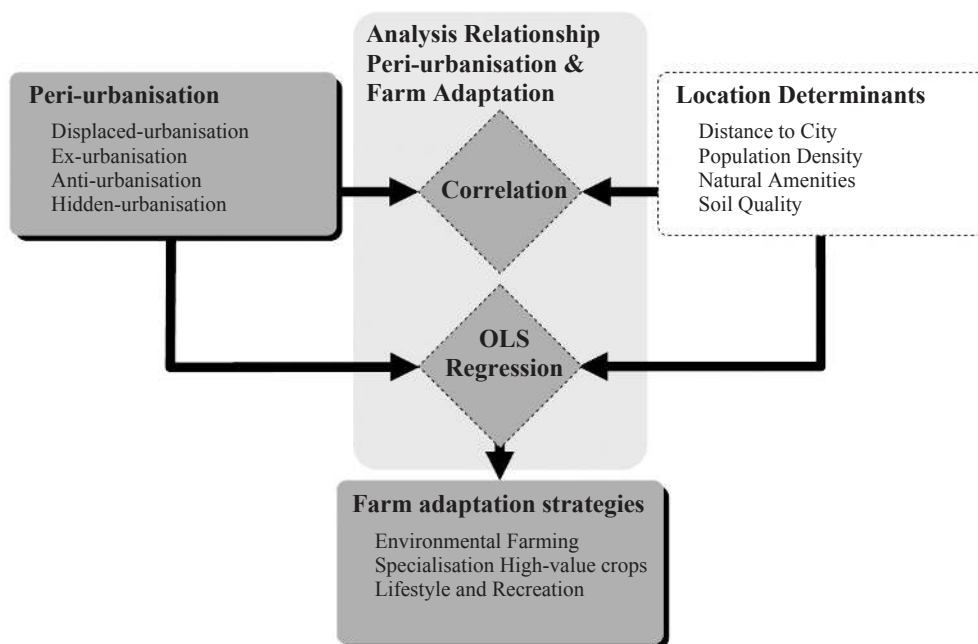 Analysis Relationship
Peri-urbanisation &
Farm Adaptation
Peri-urbanisation
Displaced-urbanisation
Ex-urbanisation
Anti-urbanisation
Hidden-urbanisation
Correlation
Location Determinants
Distance to City
Population Density
Natural Amenities
Soil Quality
OLS
Regression
Farm adaptation strategies
Environmental Farming
Specialisation High-value crops
Lifestyle and Recreation